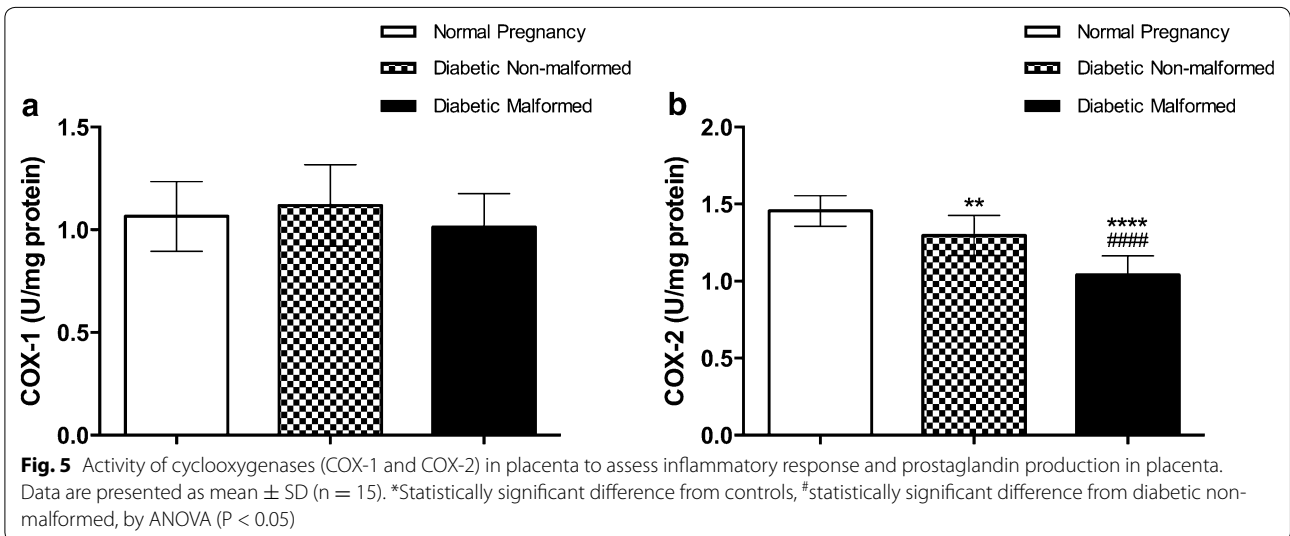 Normal Pregnancy
Diabetic Non-malformed
Diabetic Malformed
a
1.5
1.0
0.5
0.0
COX-1 (U/mg protein)
Normal Pregnancy
Diabetic Non-malformed
Diabetic Malformed
b
2.0
1.5
1.0
0.5
0.0
COX-2 (U/mg protein)
**
****
####
Fig. 5 Activity of cyclooxygenases (COX-1 and COX-2) in placenta to assess inflammatory response and prostaglandin production in placenta.
Data are presented as mean ± SD (n = 15). *Statistically significant difference from controls, #statistically significant difference from diabetic non-
malformed, by ANOVA (P < 0.05)